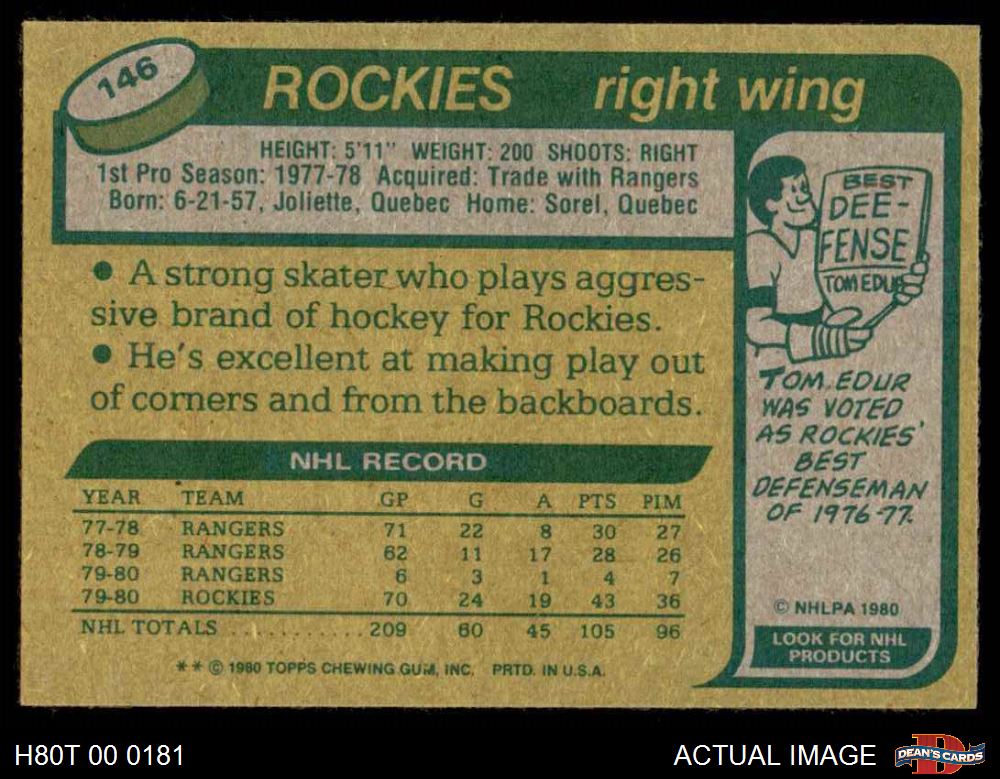 146
ROCKIES right wing
HEIGHT: 5'11" WEIGHT: 200 SHOOTS: RIGHT
1st Pro Season: 1977-78 Acquired: Trade with Rangers
Born: 6-21-57, Joliette, Quebec Home: Sorel, Quebec
• A strong skater who plays aggres-
sive brand of hockey for Rockies.
• He's excellent at making play out
of corners and from the backboards.
NHL RECORD
YEAR TEAM GP G A PTS PIM
77-78 RANGERS 71 22 8 30 27
78-79 RANGERS 62 11 17 28 26
79-80 RANGERS 6 3 1 4 7
79-80 ROCKIES 70 24 19 43 36
NHL TOTALS ............ 209 60 45 105 96
** © 1980 TOPPS CHEWING GUM, INC. PRTD. IN U.S.A.
BEST
DEE-
FENSE
TOM EDUR
TOM EDUR
WAS VOTED
AS ROCKIES'
BEST
DEFENSEMAN
OF 1976-77.
© NHLPA 1980
LOOK FOR NHL
PRODUCTS
H80T 00 0181
ACTUAL IMAGE
D
DEAN'S CARDS